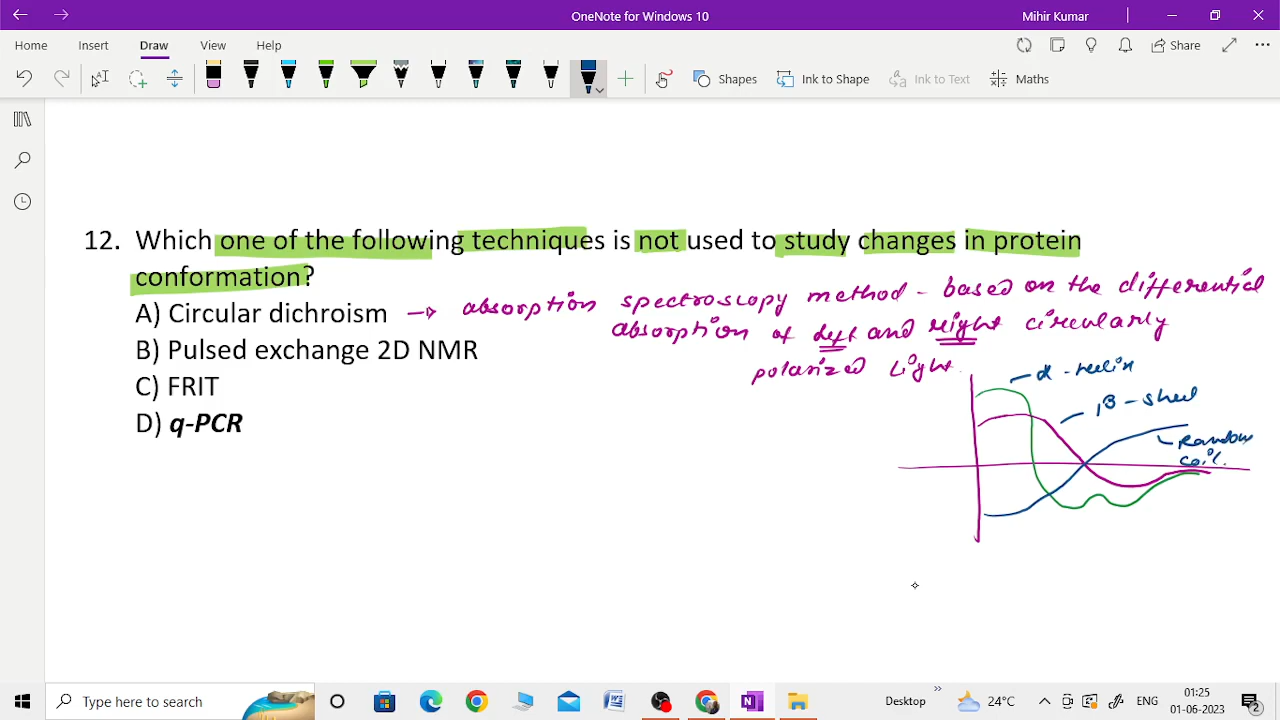 OneNote for Windows 10
Mihir Kumar
Home Insert Draw View Help
Share
Shapes Ink to Shape Ink to Text Maths
12. Which one of the following techniques is not used to study changes in protein
conformation?
A) Circular dichroism → absorption spectroscopy method - based on the differential
absorption of left and right circularly
polarized light.
B) Pulsed exchange 2D NMR
C) FRIT
D) q-PCR
α - helix
β - sheet
Random
coil.
Type here to search
Desktop
24°C
ENG
01:25
01-06-2023
2